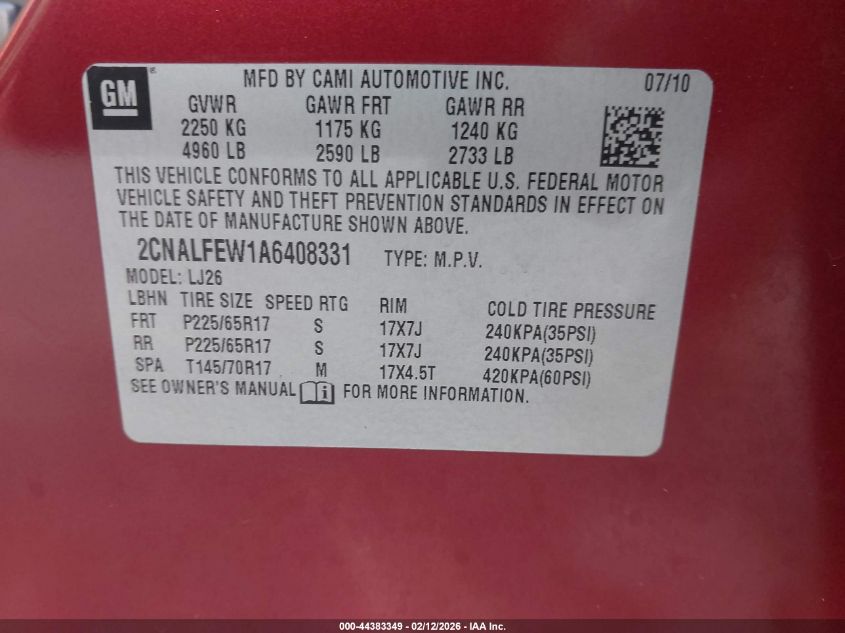 GM
MFD BY CAMI AUTOMOTIVE INC. 07/10
GVWR GAWR FRT GAWR RR
2250 KG 1175 KG 1240 KG
4960 LB 2590 LB 2733 LB
THIS VEHICLE CONFORMS TO ALL APPLICABLE U.S. FEDERAL MOTOR
VEHICLE SAFETY AND THEFT PREVENTION STANDARDS IN EFFECT ON
THE DATE OF MANUFACTURE SHOWN ABOVE.
2CNALFEW1A6408331 TYPE: M.P.V.
MODEL: LJ26
LBHN TIRE SIZE SPEED RTG RIM COLD TIRE PRESSURE
FRT P225/65R17 S 17X7J 240KPA(35PSI)
RR P225/65R17 S 17X7J 240KPA(35PSI)
SPA T145/70R17 M 17X4.5T 420KPA(60PSI)
SEE OWNER'S MANUAL FOR MORE INFORMATION.
000-44383349 - 02/12/2026 - IAA Inc.